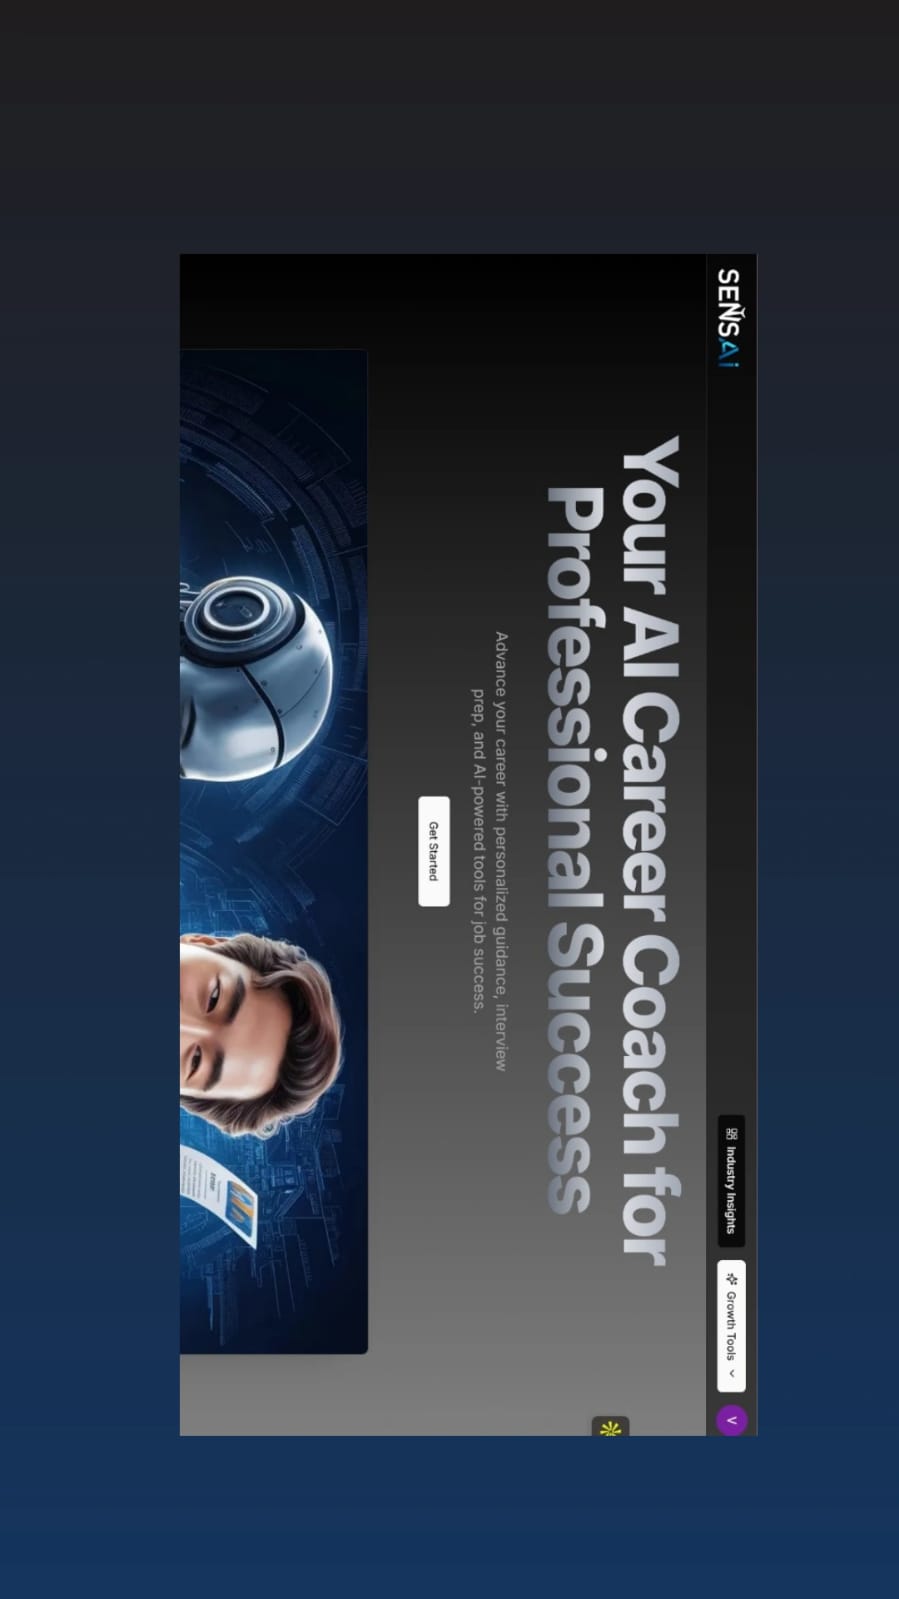 SENSAi
Industry Insights
Growth Tools
V
Your AI Career Coach for
Professional Success
Advance your career with personalized guidance, interview
prep, and AI-powered tools for job success.
Get Started